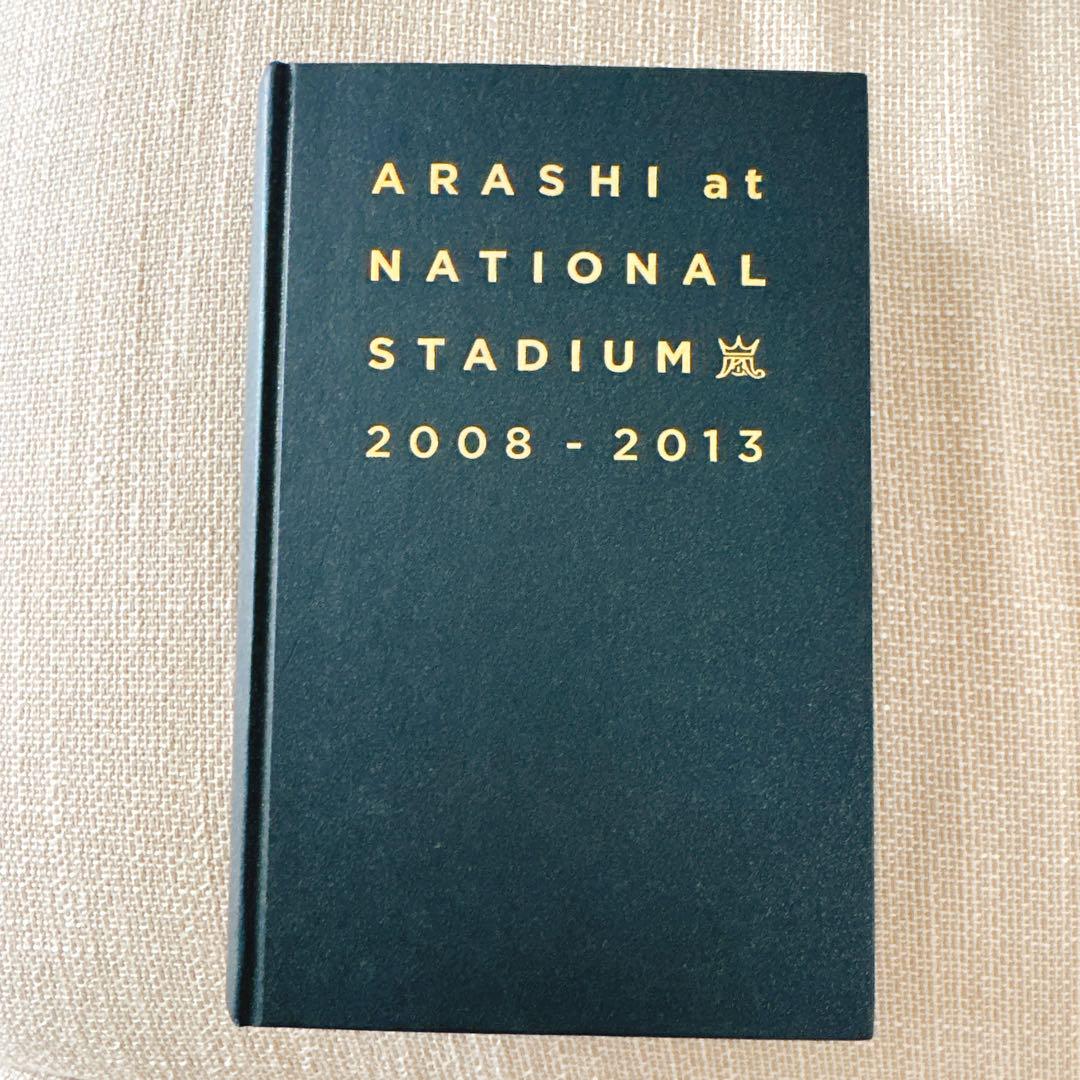 ARASHI at
NATIONAL
STADIUM 嵐
2008 - 2013